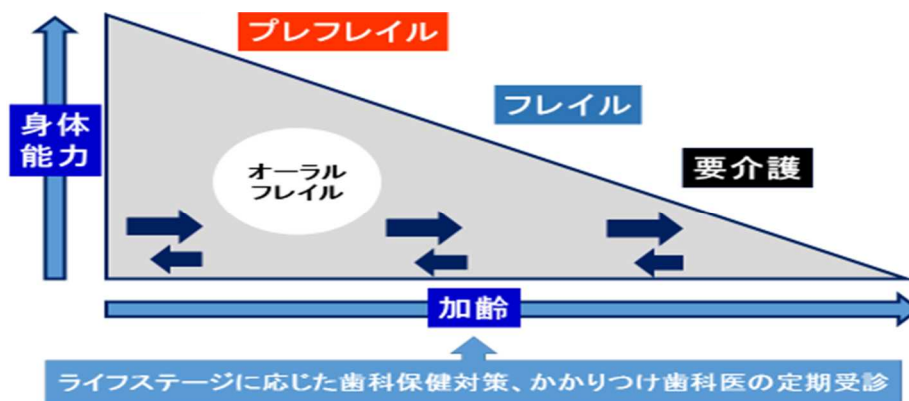 プレフレイル
フレイル
身体
能力
オーラル
フレイル
要介護
加齢
ライフステージに応じた歯科保健対策、かかりつけ歯科医の定期受診